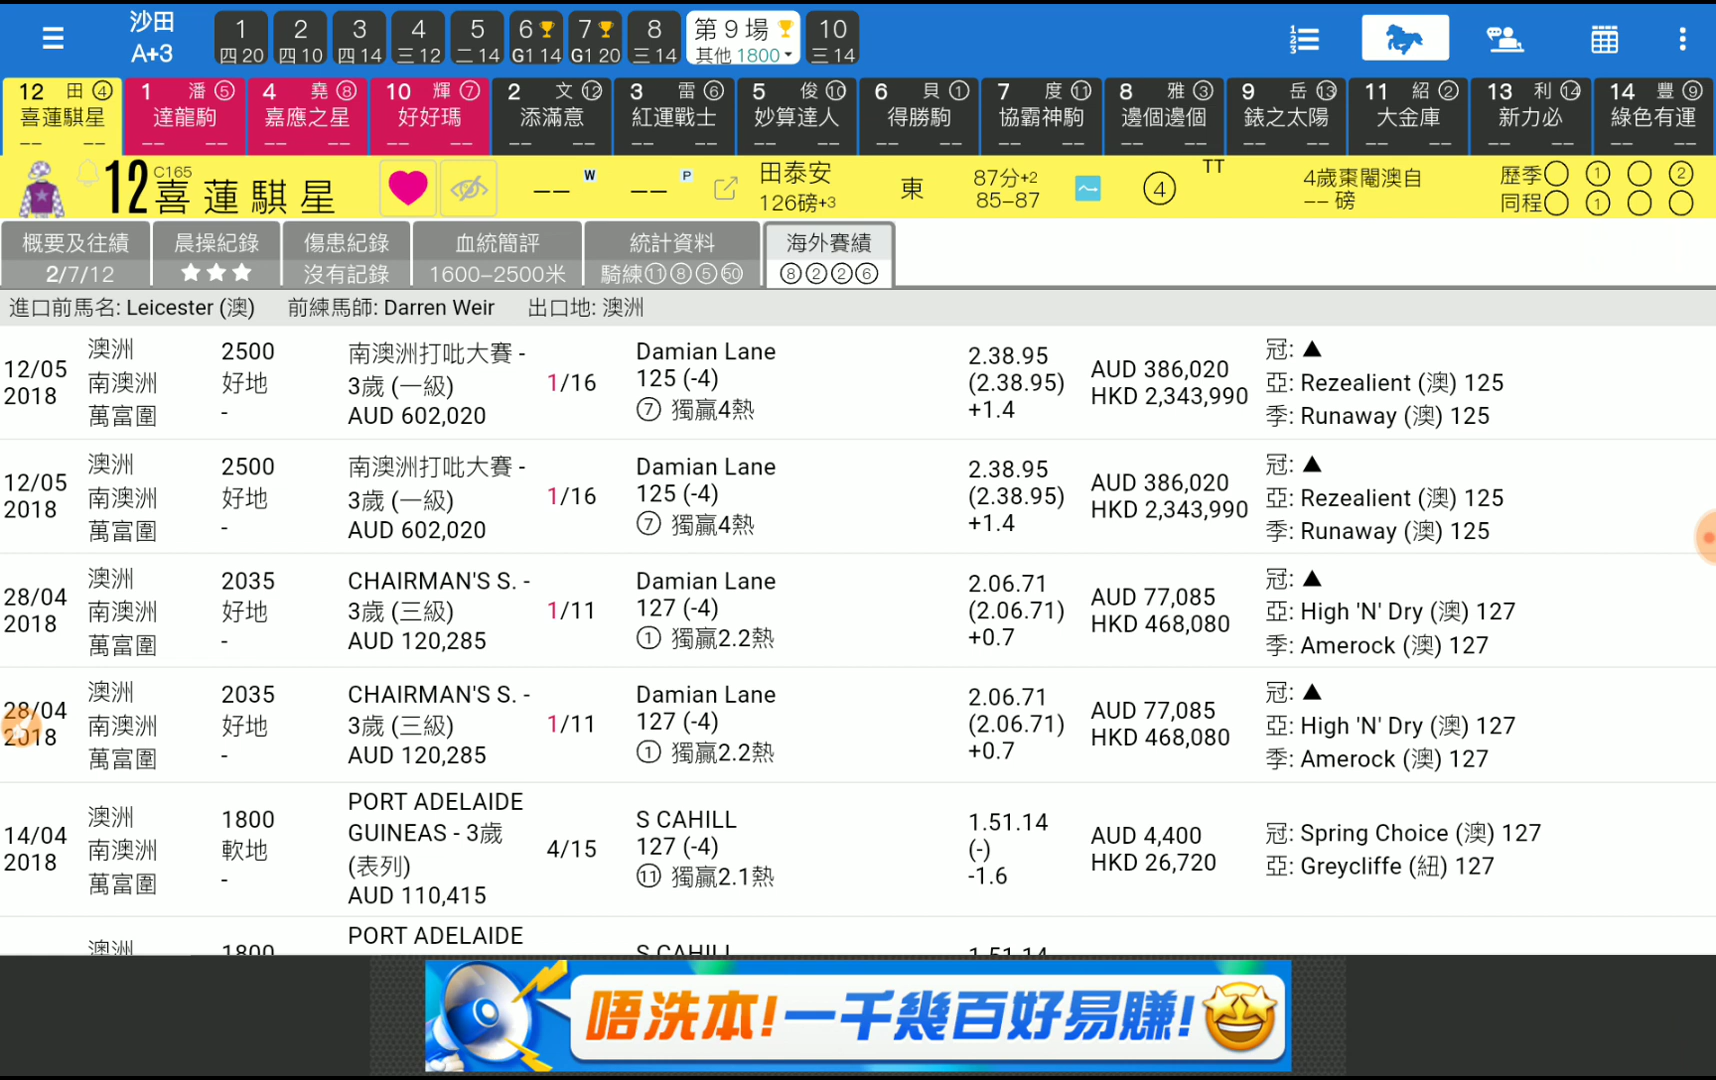 沙田
A+3
1 四 20
2 四 10
3 四 14
4 三 12
5 二 14
6 G1 14
7 G1 20
8 三 14
第 9 場 其他 1800
10 三 14
12 田 ④ 喜蓮騏星 -- --
1 潘 ⑤ 達龍駒 -- --
4 堯 ⑧ 嘉應之星 -- --
10 輝 ⑦ 好好瑪 -- --
2 文 ⑫ 添滿意 -- --
3 雷 ⑥ 紅運戰士 -- --
5 俊 ⑩ 妙算達人 -- --
6 貝 ① 得勝駒 -- --
7 度 ⑪ 協霸神駒 -- --
8 雅 ③ 邊個邊個 -- --
9 岳 ⑬ 錶之太陽 -- --
11 紹 ② 大金庫 -- --
13 利 ⑭ 新力必 -- --
14 豐 ⑨ 綠色有運 -- --
12 C165 喜蓮騏星
-- W -- P
田泰安
126磅+3
東
87分+2
85-87
④
TT
4歲棗閹澳自
-- 磅
歷季〇 ① 〇 ②
同程〇 ① 〇 〇
概要及往績 2/7/12
晨操紀錄 ★★★
傷患紀錄 沒有記錄
血統簡評 1600-2500米
統計資料 騎練⑪⑧⑤60
海外賽績 ⑧②②⑥
進口前馬名: Leicester (澳) 前練馬師: Darren Weir 出口地: 澳洲
12/05 2018
澳洲 南澳洲 萬富圍
2500 好地 -
南澳洲打吡大賽 - 3歲 (一級) AUD 602,020
1/16
Damian Lane 125 (-4) ⑦ 獨贏4熱
2.38.95 (2.38.95) +1.4
AUD 386,020 HKD 2,343,990
冠: ▲
亞: Rezealient (澳) 125
季: Runaway (澳) 125
12/05 2018
澳洲 南澳洲 萬富圍
2500 好地 -
南澳洲打吡大賽 - 3歲 (一級) AUD 602,020
1/16
Damian Lane 125 (-4) ⑦ 獨贏4熱
2.38.95 (2.38.95) +1.4
AUD 386,020 HKD 2,343,990
冠: ▲
亞: Rezealient (澳) 125
季: Runaway (澳) 125
28/04 2018
澳洲 南澳洲 萬富圍
2035 好地 -
CHAIRMAN'S S. - 3歲 (三級) AUD 120,285
1/11
Damian Lane 127 (-4) ① 獨贏2.2熱
2.06.71 (2.06.71) +0.7
AUD 77,085 HKD 468,080
冠: ▲
亞: High 'N' Dry (澳) 127
季: Amerock (澳) 127
28/04 2018
澳洲 南澳洲 萬富圍
2035 好地 -
CHAIRMAN'S S. - 3歲 (三級) AUD 120,285
1/11
Damian Lane 127 (-4) ① 獨贏2.2熱
2.06.71 (2.06.71) +0.7
AUD 77,085 HKD 468,080
冠: ▲
亞: High 'N' Dry (澳) 127
季: Amerock (澳) 127
14/04 2018
澳洲 南澳洲 萬富圍
1800 軟地 -
PORT ADELAIDE GUINEAS - 3歲 (表列) AUD 110,415
4/15
S CAHILL 127 (-4) ⑪ 獨贏2.1熱
1.51.14 (-) -1.6
AUD 4,400 HKD 26,720
冠: Spring Choice (澳) 127
亞: Greycliffe (紐) 127
澳洲 1800 PORT ADELAIDE S CAHILL 1.51.14
唔洗本!一千幾百好易賺!